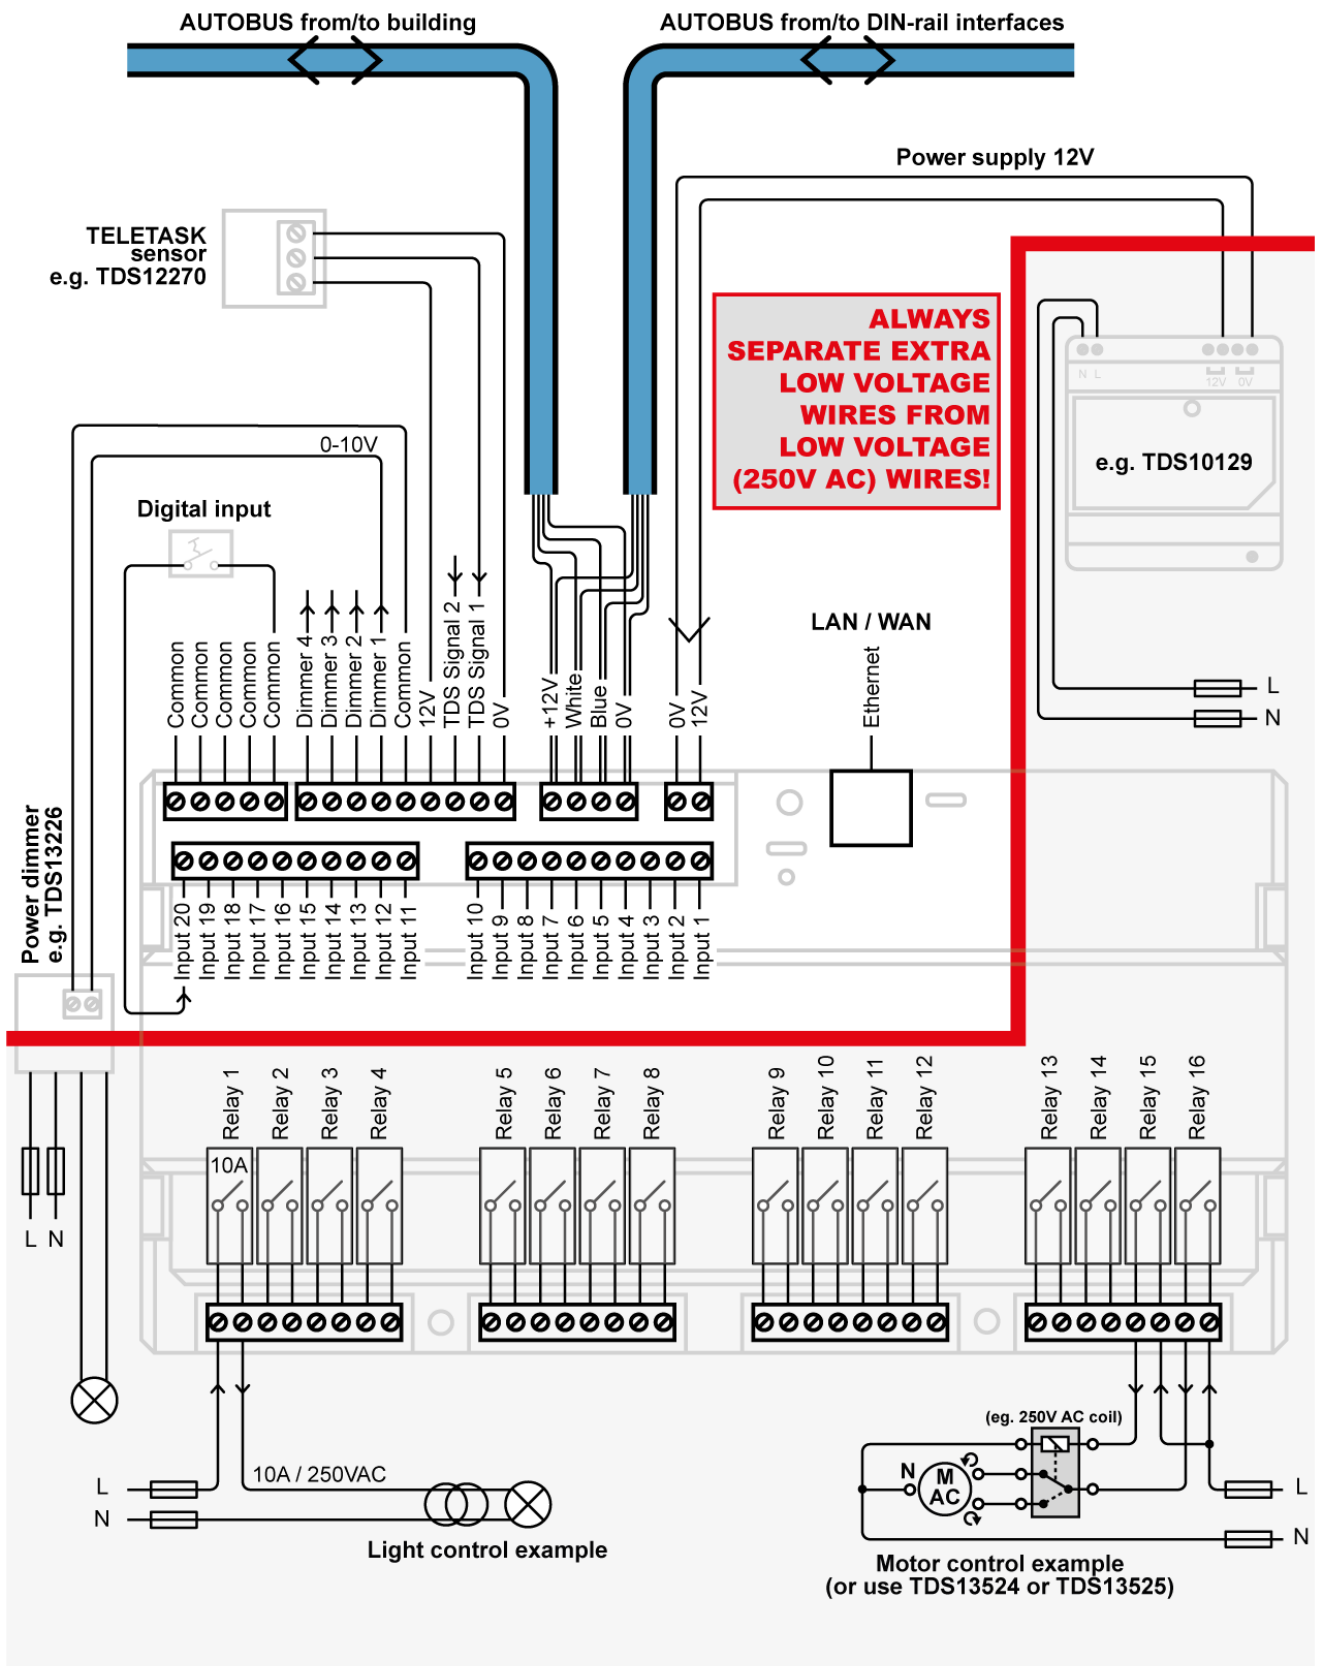 AUTOBUS from/to building
AUTOBUS from/to DIN-rail interfaces
Power supply 12V
TELETASK
sensor
e.g. TDS12270
ALWAYS
SEPARATE EXTRA
LOW VOLTAGE
WIRES FROM
LOW VOLTAGE
(250V AC) WIRES!
N L
12V 0V
e.g. TDS10129
0-10V
Digital input
LAN / WAN
Ethernet
L
N
Common
Common
Common
Common
Common
Dimmer 4
Dimmer 3
Dimmer 2
Dimmer 1
Common
12V
TDS Signal 2
TDS Signal 1
0V
+12V
White
Blue
0V
0V
12V
Power dimmer
e.g. TDS13226
Input 20
Input 19
Input 18
Input 17
Input 16
Input 15
Input 14
Input 13
Input 12
Input 11
Input 10
Input 9
Input 8
Input 7
Input 6
Input 5
Input 4
Input 3
Input 2
Input 1
Relay 1
Relay 2
Relay 3
Relay 4
Relay 5
Relay 6
Relay 7
Relay 8
Relay 9
Relay 10
Relay 11
Relay 12
Relay 13
Relay 14
Relay 15
Relay 16
10A
L N
(eg. 250V AC coil)
L
10A / 250VAC
N
Light control example
N
M
AC
L
N
Motor control example
(or use TDS13524 or TDS13525)